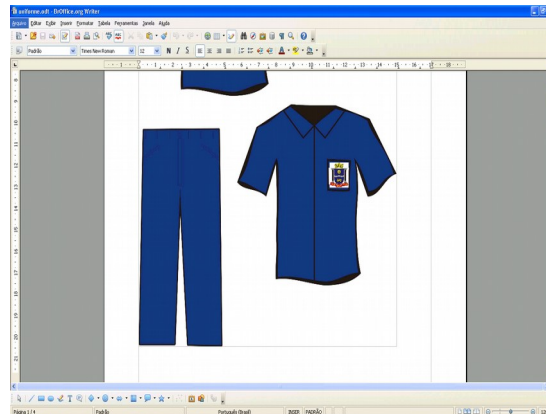 uniforme.odt - BrOffice.org Writer
Arquivo Editar Exibir Inserir Formatar Tabela Ferramentas Janela Ajuda
Padrão Times New Roman 12 N I S
Página 1 / 4 Padrão Português (Brasil) INSER PADRÃO